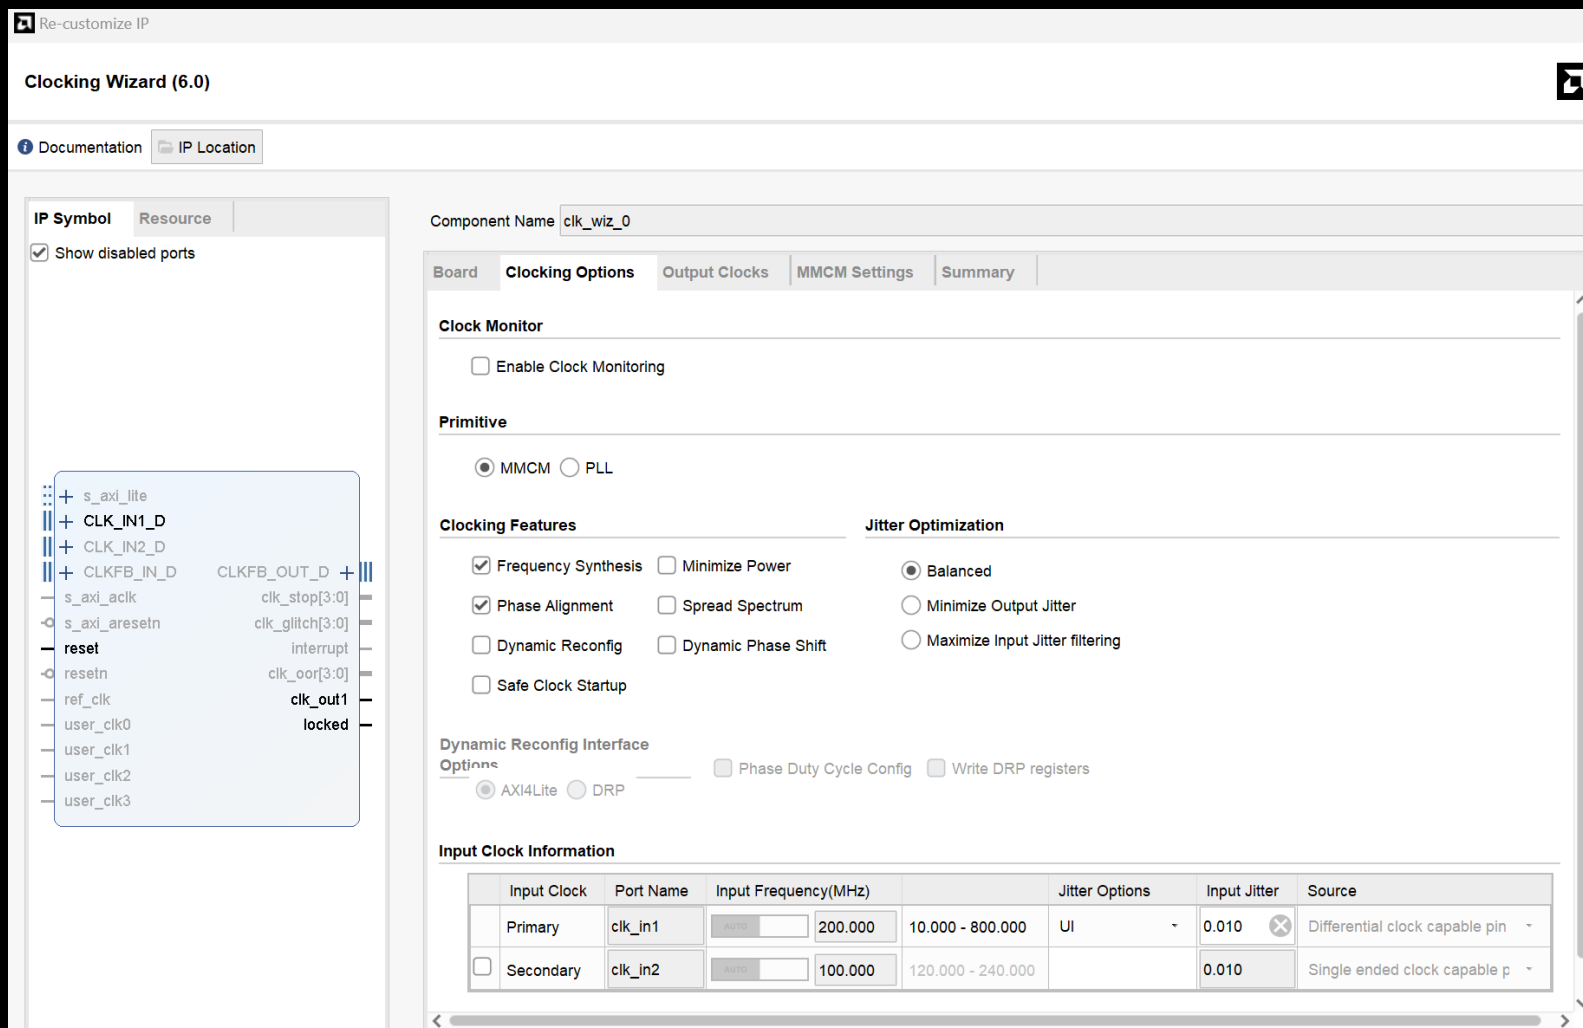 Re-customize IP
Clocking Wizard (6.0)
Documentation IP Location
IP Symbol Resource
Show disabled ports
s_axi_lite
CLK_IN1_D
CLK_IN2_D
CLKFB_IN_D CLKFB_OUT_D
s_axi_aclk clk_stop[3:0]
s_axi_aresetn clk_glitch[3:0]
reset interrupt
resetn clk_oor[3:0]
ref_clk clk_out1
user_clk0 locked
user_clk1
user_clk2
user_clk3
Component Name clk_wiz_0
Board Clocking Options Output Clocks MMCM Settings Summary
Clock Monitor
Enable Clock Monitoring
Primitive
MMCM PLL
Clocking Features Jitter Optimization
Frequency Synthesis Minimize Power Balanced
Phase Alignment Spread Spectrum Minimize Output Jitter
Dynamic Reconfig Dynamic Phase Shift Maximize Input Jitter filtering
Safe Clock Startup
Dynamic Reconfig Interface
Options Phase Duty Cycle Config Write DRP registers
AXI4Lite DRP
Input Clock Information
Input Clock Port Name Input Frequency(MHz) Jitter Options Input Jitter Source
Primary clk_in1 AUTO 200.000 10.000 - 800.000 UI 0.010 Differential clock capable pin
Secondary clk_in2 AUTO 100.000 120.000 - 240.000 0.010 Single ended clock capable p